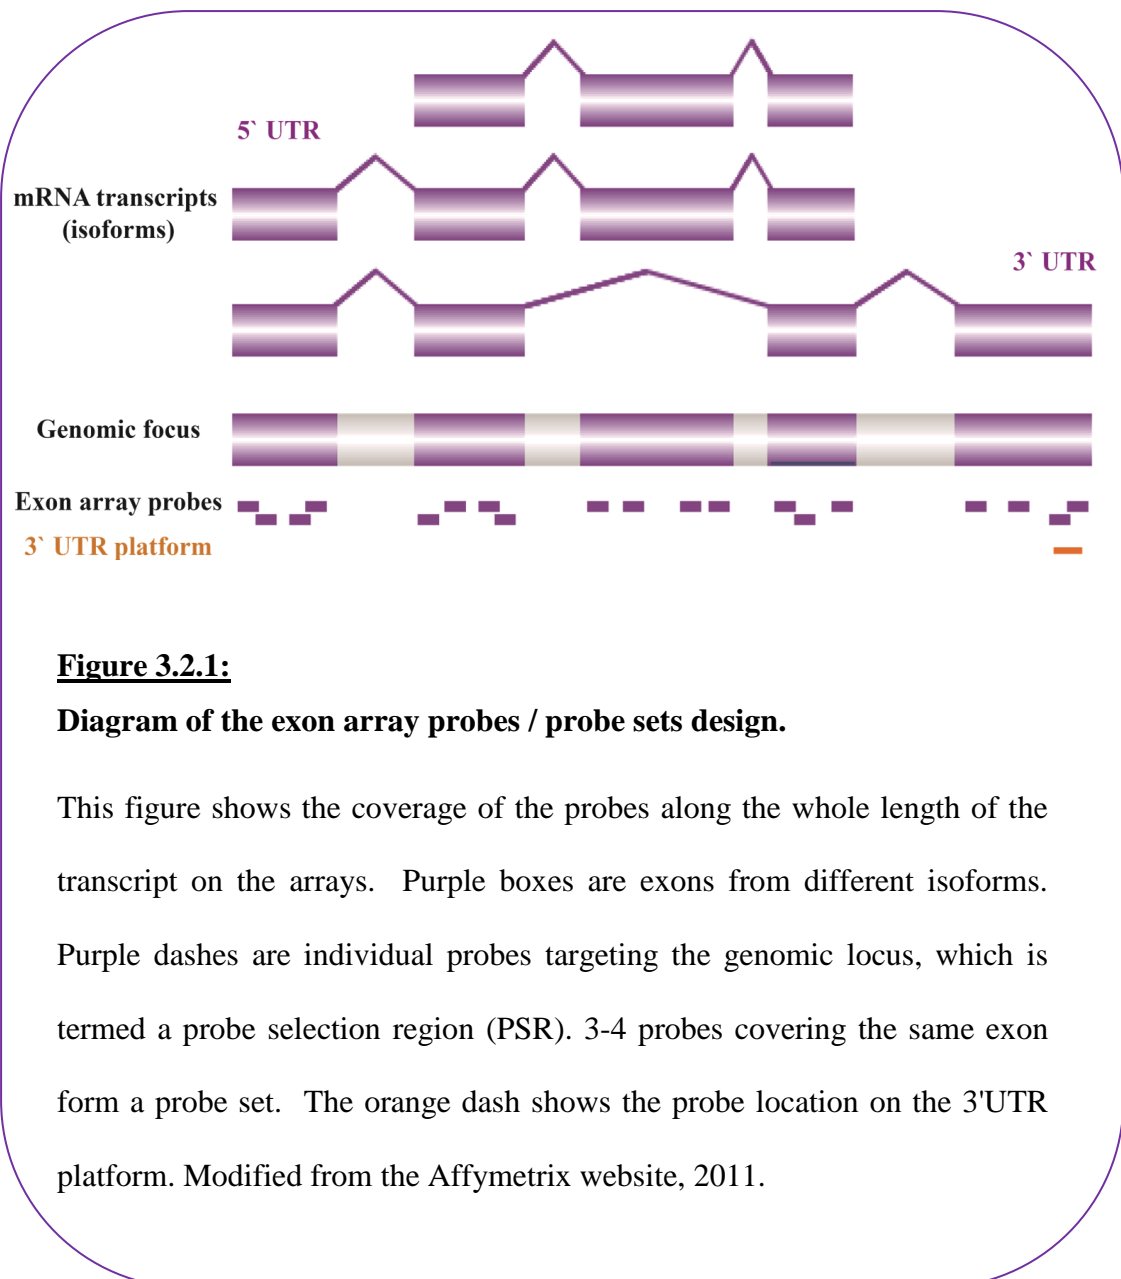 5` UTR
mRNA transcripts
(isoforms)
3` UTR
Genomic focus
Exon array probes
3` UTR platform
Figure 3.2.1:
Diagram of the exon array probes / probe sets design.
This figure shows the coverage of the probes along the whole length of the
transcript on the arrays. Purple boxes are exons from different isoforms.
Purple dashes are individual probes targeting the genomic locus, which is
termed a probe selection region (PSR). 3-4 probes covering the same exon
form a probe set. The orange dash shows the probe location on the 3'UTR
platform. Modified from the Affymetrix website, 2011.